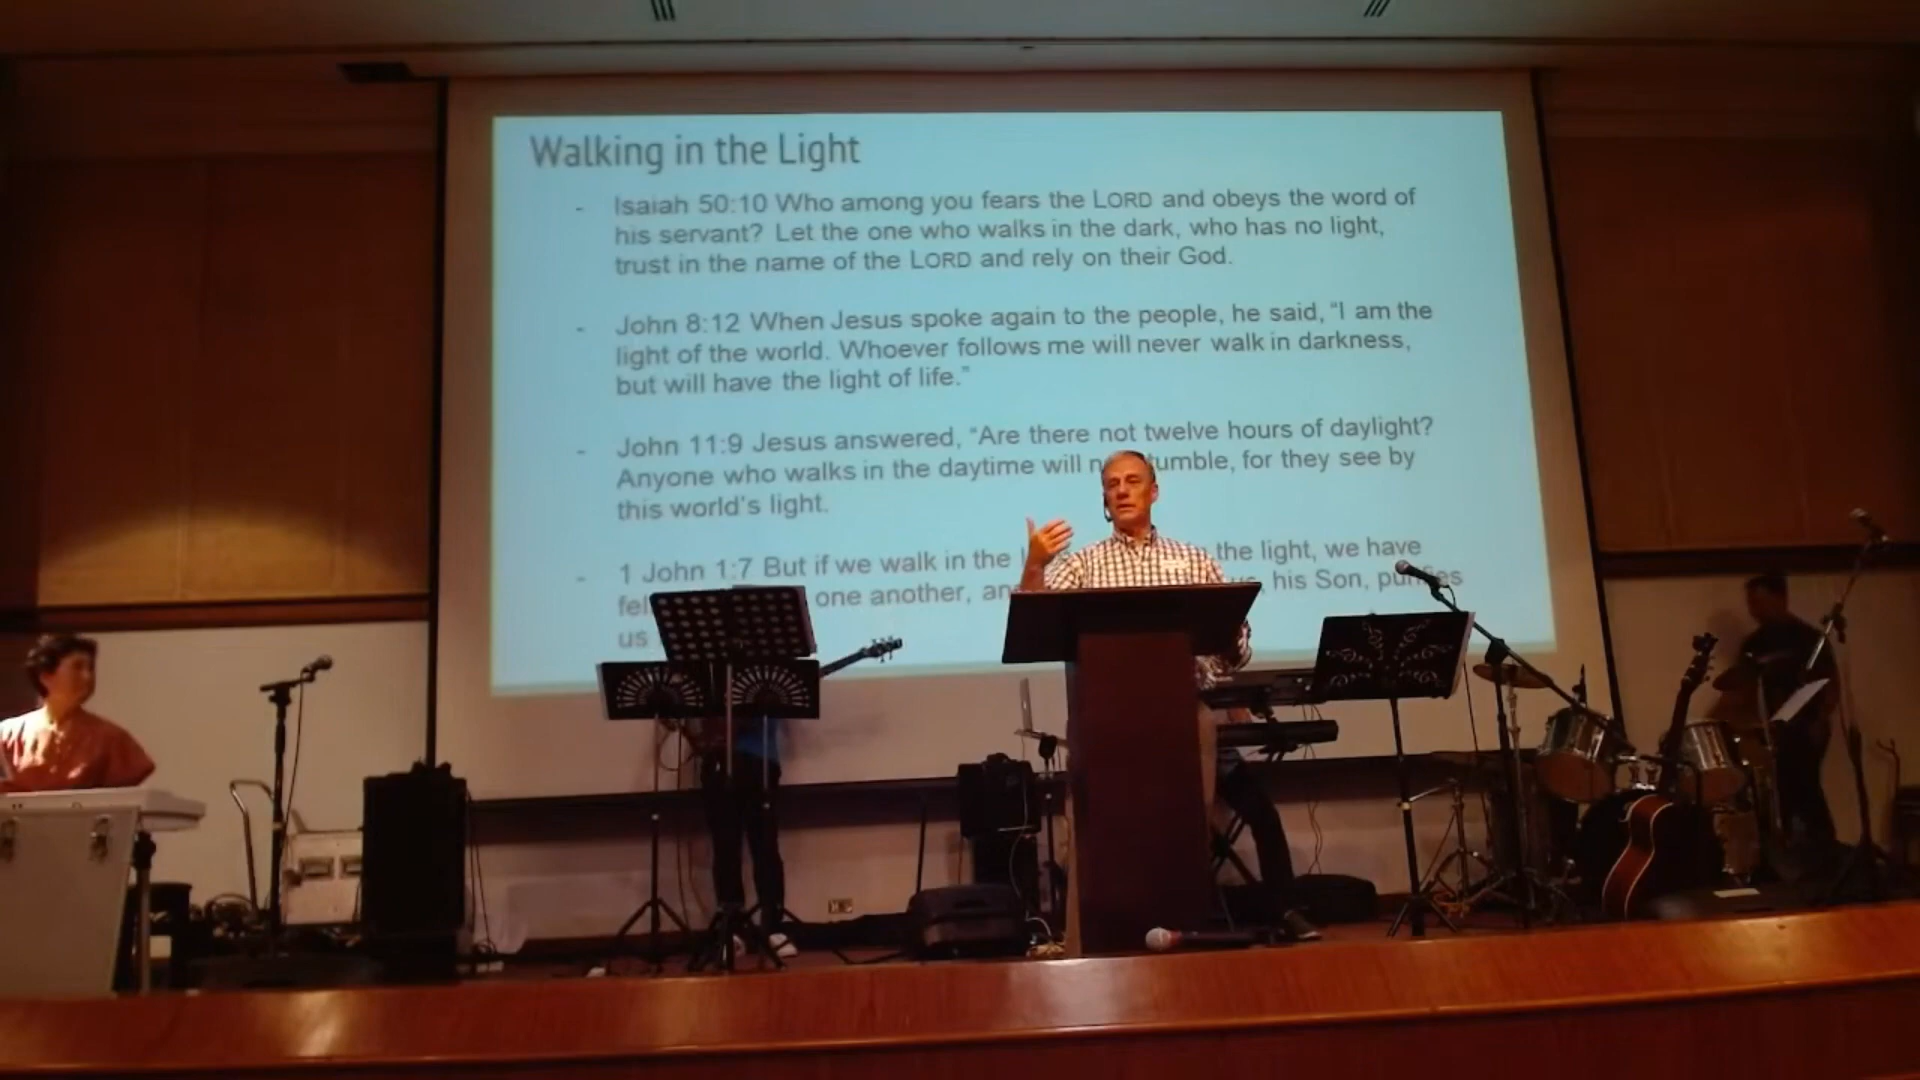 Walking in the Light
- Isaiah 50:10 Who among you fears the LORD and obeys the word of
his servant? Let the one who walks in the dark, who has no light,
trust in the name of the LORD and rely on their God.
- John 8:12 When Jesus spoke again to the people, he said, “I am the
light of the world. Whoever follows me will never walk in darkness,
but will have the light of life.”
- John 11:9 Jesus answered, “Are there not twelve hours of daylight?
Anyone who walks in the daytime will not stumble, for they see by
this world's light.
- 1 John 1:7 But if we walk in the the light, we have
one another, his Son, purifies
us